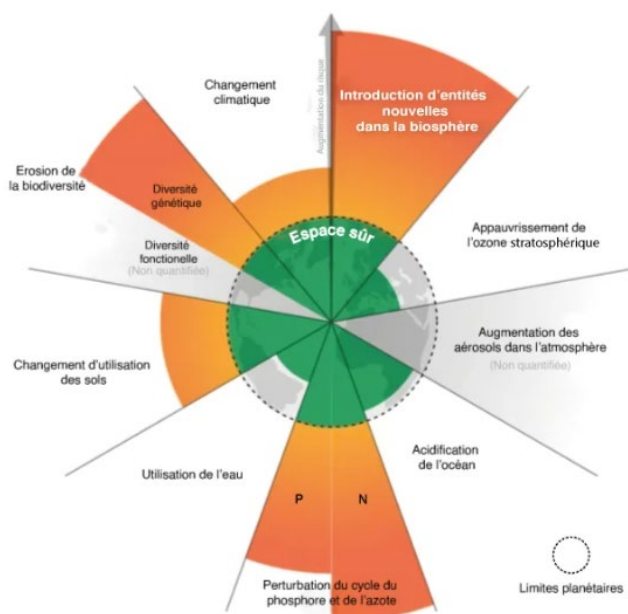 Augmentation du risque
Changement
climatique
Introduction d'entités
nouvelles
dans la biosphère
Erosion de
la biodiversité
Diversité
génétique
Espace sûr
Appauvrissement de
l'ozone stratosphérique
Diversité
fonctionelle
(Non quantifiée)
Augmentation des
aérosols dans l'atmosphère
(Non quantifiée)
Changement d'utilisation
des sols
Utilisation de l'eau
Acidification
de l'océan
P
N
Perturbation du cycle du
phosphore et de l'azote
Limites planétaires